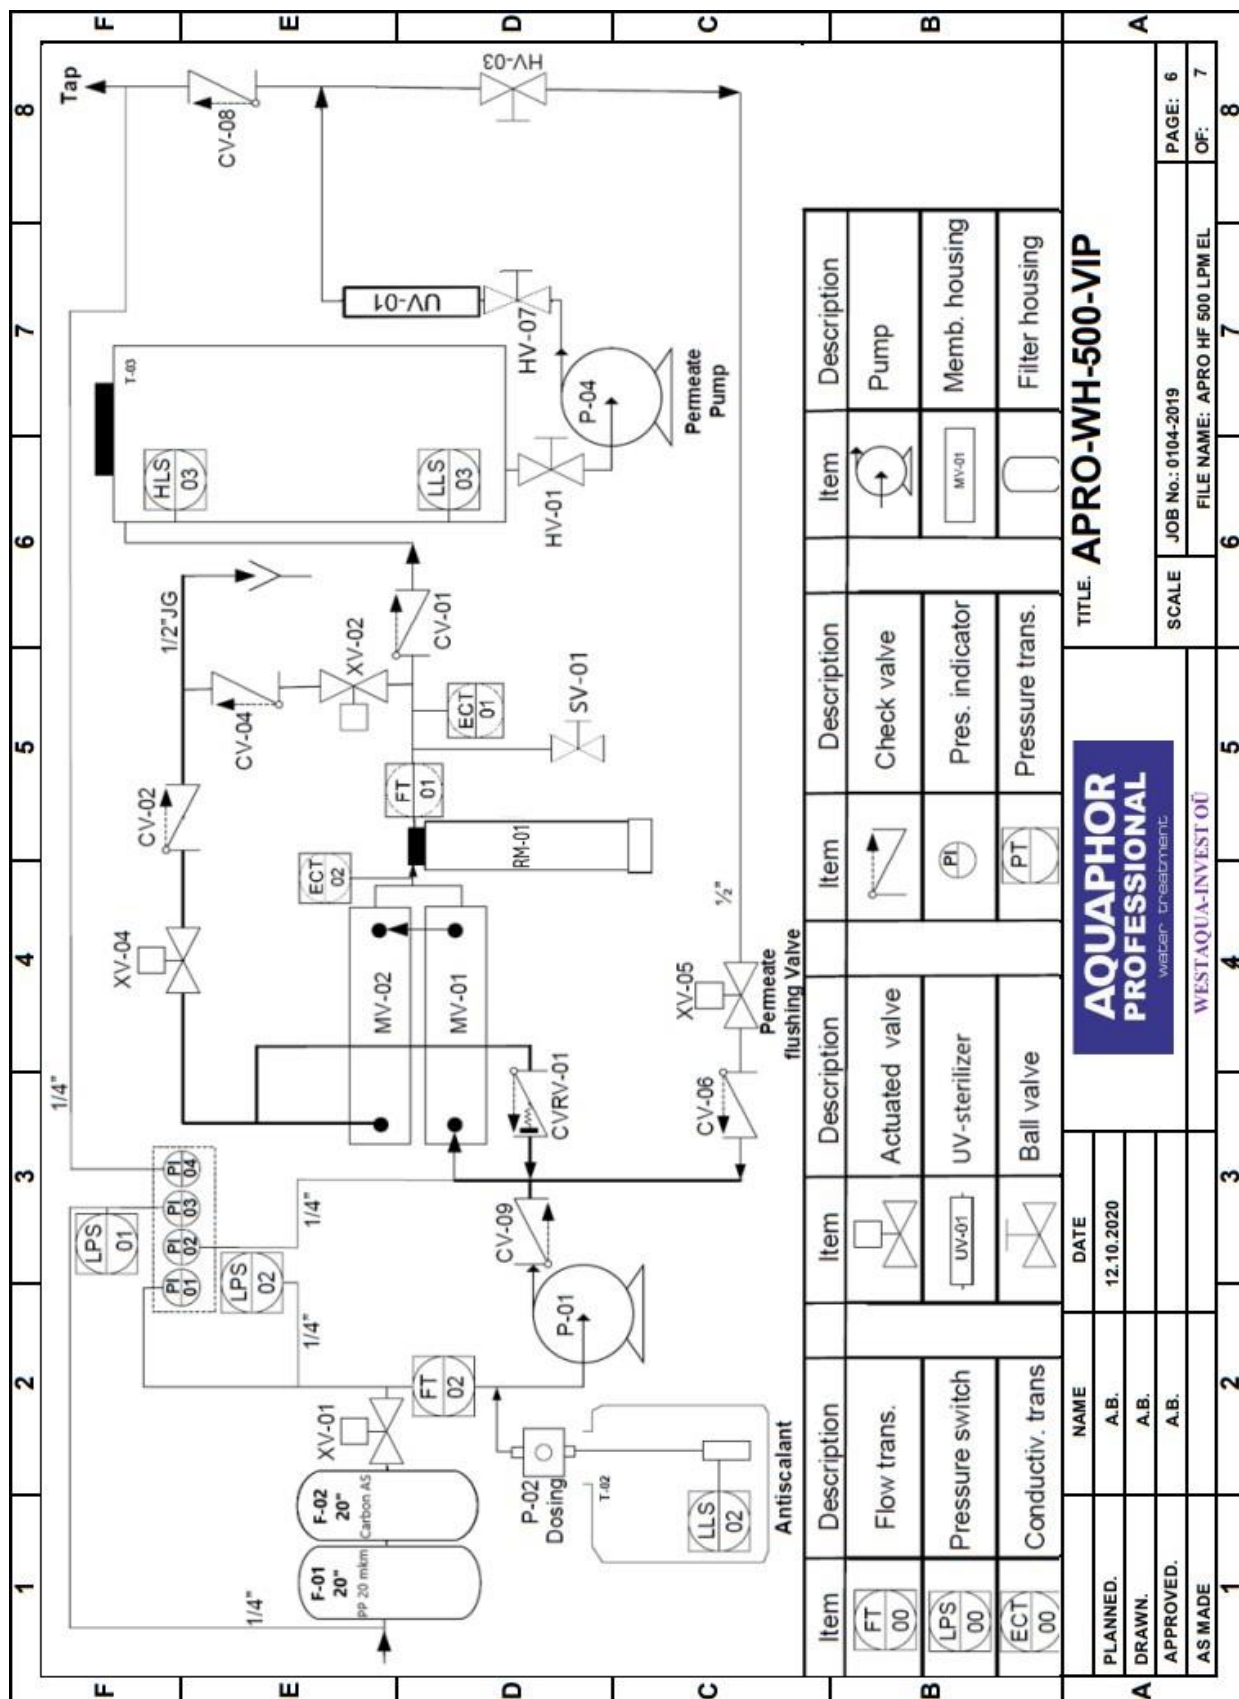 1 2 3 4 5 6 7 8
F
E
D
C
B
A
F
E
D
C
B
A
Tap
CV-08
HV-03
1/4"
1/4"
1/4"
1/4"
LPS 01
PI 01
PI 02
PI 03
PI 04
LPS 02
XV-04
CV-02
1/2"JG
CV-04
XV-02
HLS 03
T-03
LLS 03
UV-01
HV-07
HV-01
P-04
Permeate
Pump
F-01
20"
PP 20 mkm
F-02
20"
Carbon AS
XV-01
FT 02
P-02
Dosing
T-02
LLS 02
Antiscalant
P-01
CV-09
CVRV-01
MV-02
MV-01
ECT 02
FT 01
RM-01
ECT 01
CV-01
SV-01
CV-06
XV-05
Permeate
flushing Valve
½"
Item Description Item Description Item Description Item Description
FT 00 Flow trans. Actuated valve Check valve Pump
LPS 00 Pressure switch UV-01 UV-sterilizer PI Pres. indicator MV-01 Memb. housing
ECT 00 Conductiv. trans Ball valve PT Pressure trans. Filter housing
NAME DATE
PLANNED. A.B. 12.10.2020
DRAWN. A.B.
APPROVED. A.B.
AS MADE
AQUAPHOR
PROFESSIONAL
water treatment
WESTAQUA-INVEST OÜ
TITLE. APRO-WH-500-VIP
SCALE JOB No.: 0104-2019 PAGE: 6
FILE NAME: APRO HF 500 LPM EL OF: 7
1 2 3 4 5 6 7 8